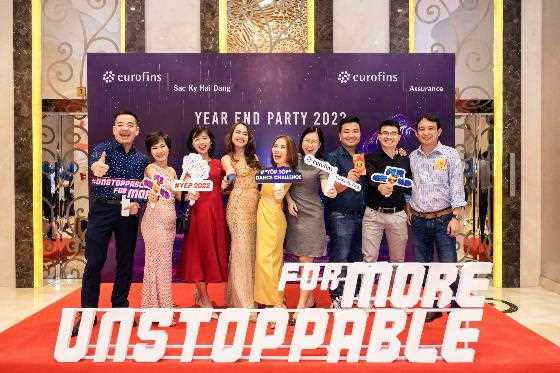 eurofins
Sac Ky Hai Dang
eurofins
Assurance
YEAR END PARTY 2022
#UNSTOPPABLE
FOR MORE
#YEP 2022
DANCE CHALLENGE
eurofins
FOR MORE
UNSTOPPABLE